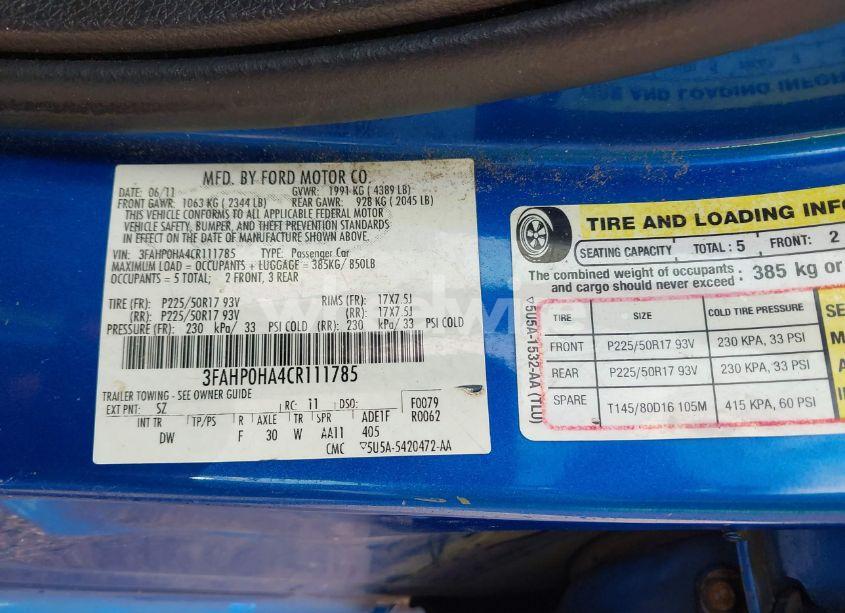 MFD. BY FORD MOTOR CO.
DATE: 06/11 GVWR: 1991 KG ( 4389 LB)
FRONT GAWR: 1063 KG ( 2344 LB) REAR GAWR: 928 KG ( 2045 LB)
THIS VEHICLE CONFORMS TO ALL APPLICABLE FEDERAL MOTOR
VEHICLE SAFETY, BUMPER, AND THEFT PREVENTION STANDARDS
IN EFFECT ON THE DATE OF MANUFACTURE SHOWN ABOVE.
VIN: 3FAHP0HA4CR111785 TYPE: Passenger Car
MAXIMUM LOAD = OCCUPANTS + LUGGAGE = 385KG/ 850LB
OCCUPANTS = 5 TOTAL; 2 FRONT, 3 REAR
TIRE (FR): P225/50R17 93V RIMS (FR): 17X7.5J
(RR): P225/50R17 93V (RR): 17X7.5J
PRESSURE (FR): 230 kPa/ 33 PSI COLD (RR): 230 kPa/ 33 PSI COLD
3FAHP0HA4CR111785
TRAILER TOWING - SEE OWNER GUIDE
EXT PNT: SZ RC: 11 DSO: F0079
INT TR TP/PS R AXLE TR SPR ADE1F R0062
DW F 30 W AA11 405
CMC ▽5U5A-5420472-AA
TIRE AND LOADING INFO
SEATING CAPACITY TOTAL: 5 FRONT: 2
The combined weight of occupants
and cargo should never exceed : 385 kg or
▽5U5A-1532-AA (TLU)
TIRE SIZE COLD TIRE PRESSURE
FRONT P225/50R17 93V 230 KPA, 33 PSI
REAR P225/50R17 93V 230 KPA, 33 PSI
SPARE T145/80D16 105M 415 KPA, 60 PSI